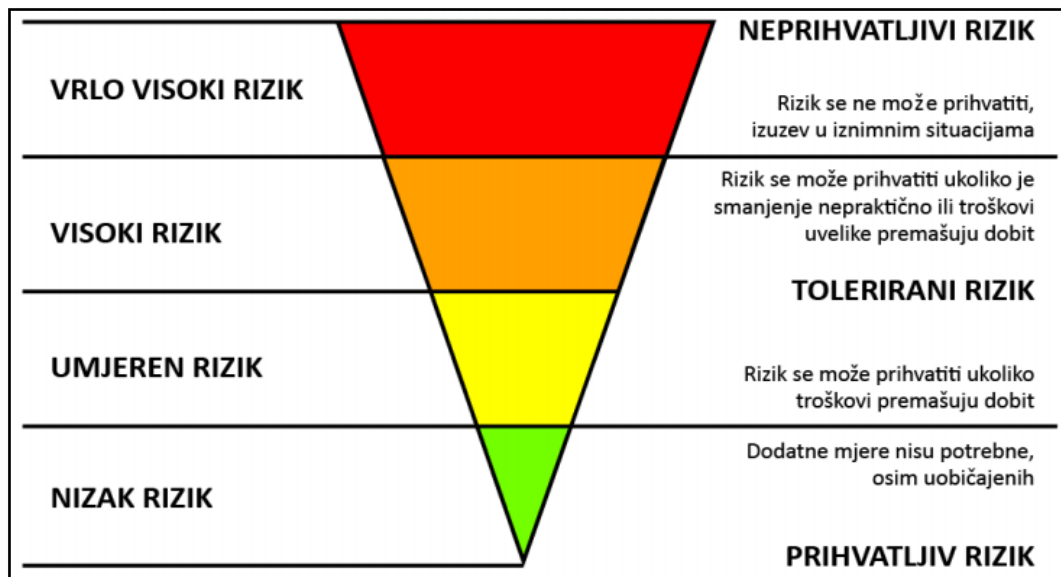 NEPRIHVATLJIVI RIZIK
VRLO VISOKI RIZIK
Rizik se ne može prihvatiti,
izuzev u iznimnim situacijama
Rizik se može prihvatiti ukoliko je
smanjenje nepraktično ili troškovi
uvelike premašuju dobit
VISOKI RIZIK
TOLERIRANI RIZIK
UMJEREN RIZIK
Rizik se može prihvatiti ukoliko
troškovi premašuju dobit
Dodatne mjere nisu potrebne,
osim uobičajenih
NIZAK RIZIK
PRIHVATLJIV RIZIK